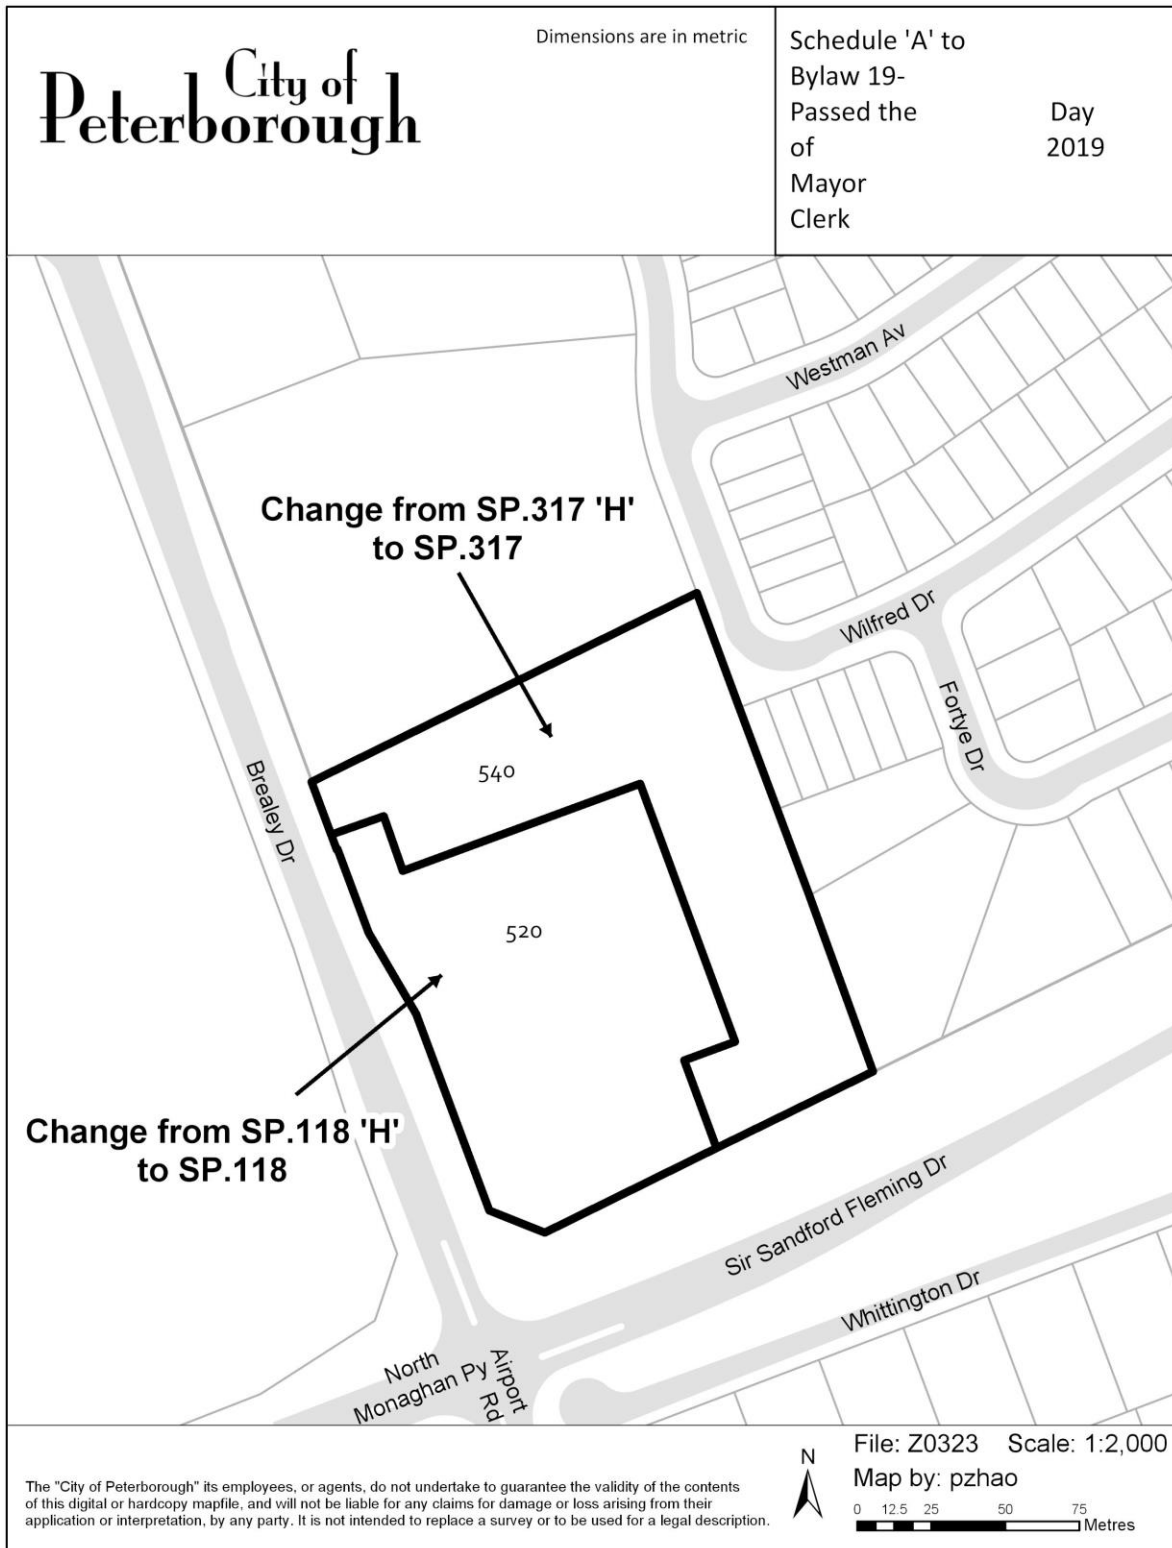 City of
Peterborough
Dimensions are in metric
Schedule 'A' to
Bylaw 19-
Passed the Day
of 2019
Mayor
Clerk
Westman Av
Change from SP.317 'H'
to SP.317
Wilfred Dr
Fortye Dr
Brealey Dr
540
520
Change from SP.118 'H'
to SP.118
Sir Sandford Fleming Dr
Whittington Dr
North
Monaghan Py
Airport
Rd
The "City of Peterborough" its employees, or agents, do not undertake to guarantee the validity of the contents
of this digital or hardcopy mapfile, and will not be liable for any claims for damage or loss arising from their
application or interpretation, by any party. It is not intended to replace a survey or to be used for a legal description.
N
File: Z0323 Scale: 1:2,000
Map by: pzhao
0 12.5 25 50 75
Metres